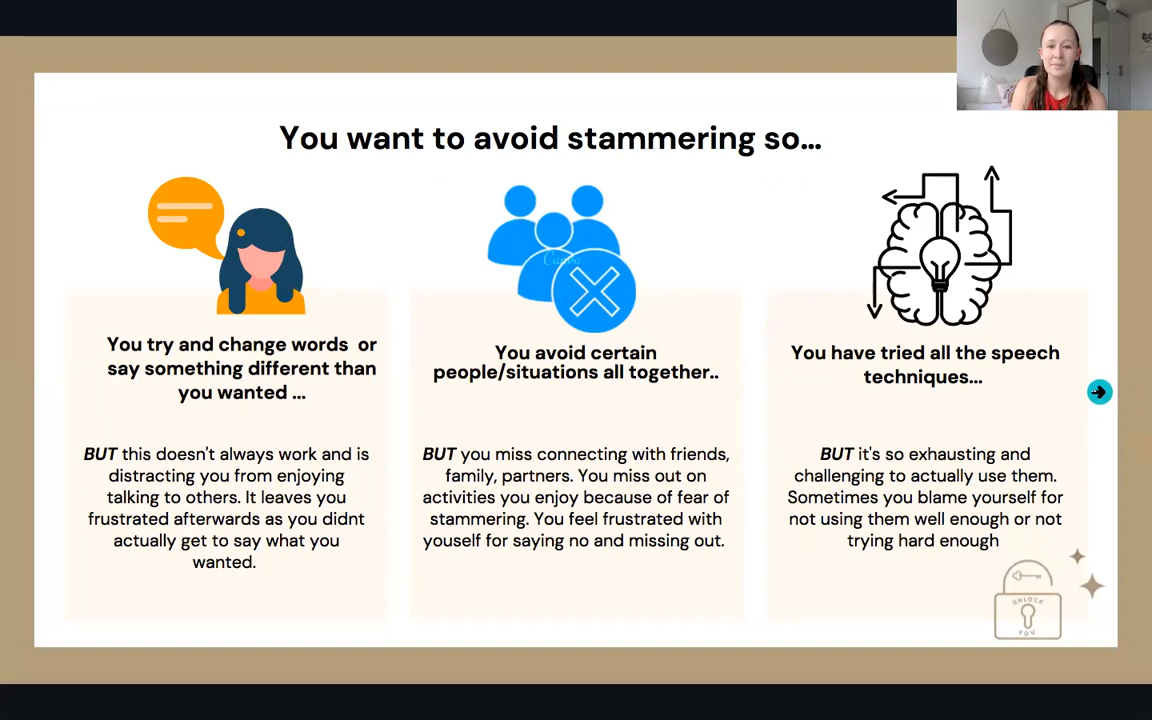 You want to avoid stammering so...
Canva
You try and change words or
say something different than
you wanted ...
BUT this doesn't always work and is
distracting you from enjoying
talking to others. It leaves you
frustrated afterwards as you didnt
actually get to say what you
wanted.
You avoid certain
people/situations all together..
BUT you miss connecting with friends,
family, partners. You miss out on
activities you enjoy because of fear of
stammering. You feel frustrated with
youself for saying no and missing out.
You have tried all the speech
techniques...
BUT it's so exhausting and
challenging to actually use them.
Sometimes you blame yourself for
not using them well enough or not
trying hard enough
UNLOCK
YOU